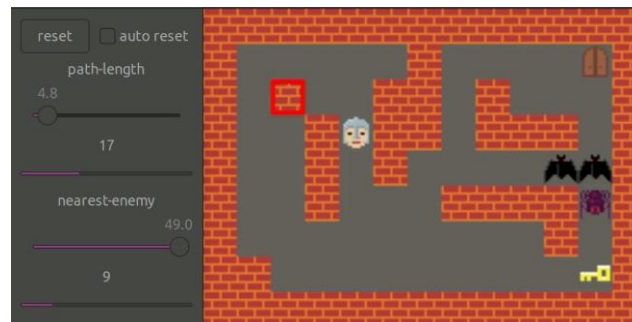 reset auto reset
path-length
4.8
17
nearest-enemy
49.0
9